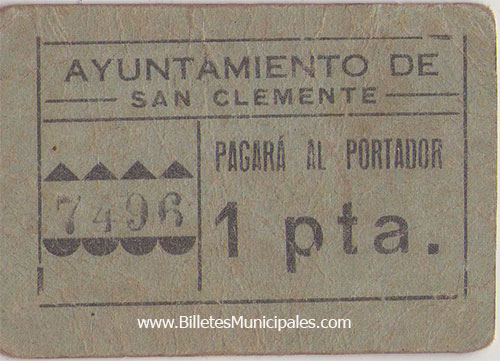 AYUNTAMIENTO DE
SAN CLEMENTE
PAGARÁ AL PORTADOR
7496
1 pta.
www.BilletesMunicipales.com